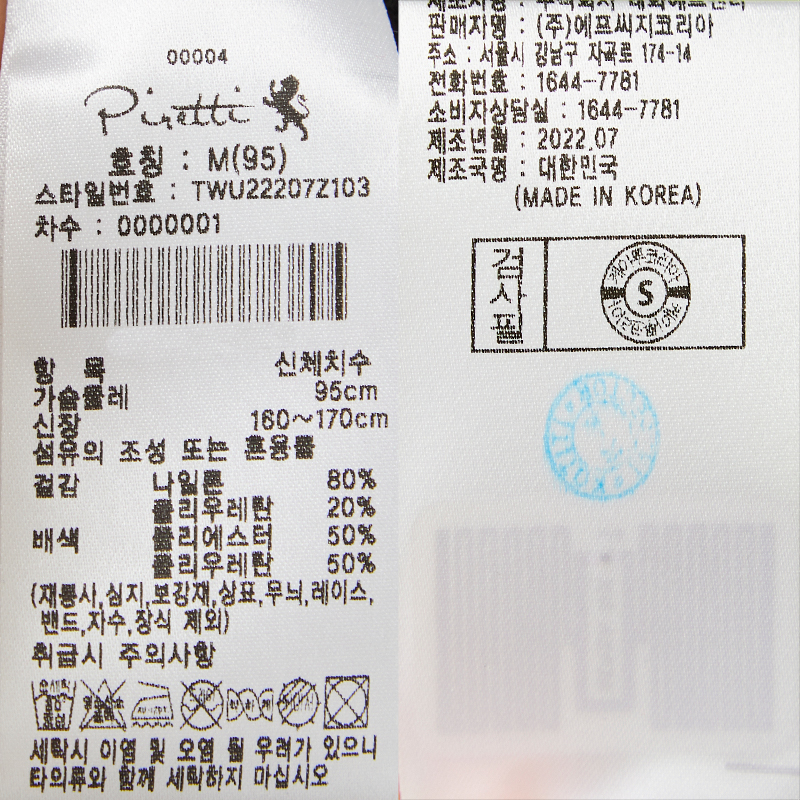 00004
Piretti
호칭 : M(95)
스타일번호 : TWU22207Z103
차수 : 0000001
항 목 신체치수
가슴둘레 95cm
신장 160~170cm
섬유의 조성 또는 혼용률
겉감 나일론 80%
폴리우레탄 20%
배색 폴리에스터 50%
폴리우레탄 50%
(재봉사,심지,보강재,상표,무늬,레이스,
밴드,자수,장식 제외)
취급시 주의사항
세탁시 이염 및 오염 될 우려가 있으니
타의류와 함께 세탁하지 마십시오
판매자명 : (주)에프씨지코리아
주소 : 서울시 강남구 자곡로 174-14
전화번호 : 1644-7781
소비자상담실 : 1644-7781
제조년월 : 2022.07
제조국명 : 대한민국
(MADE IN KOREA)
검사필
S